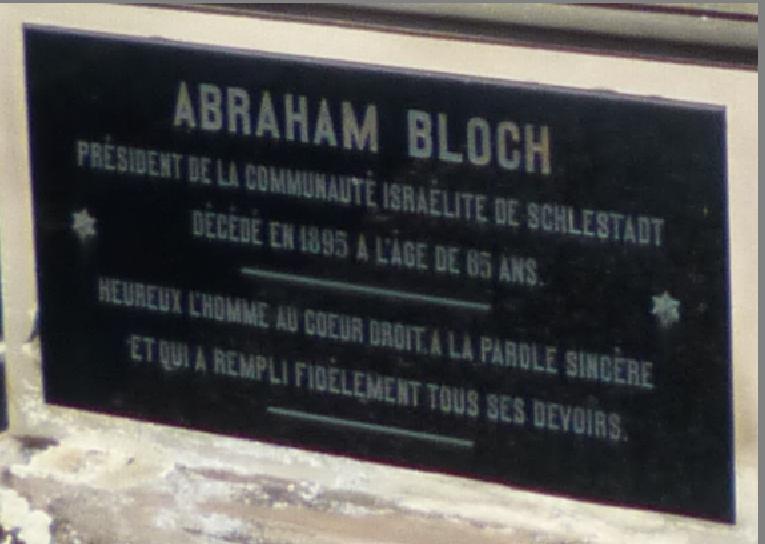 ABRAHAM BLOCH
PRÉSIDENT DE LA COMMUNAUTÉ ISRAÉLITE DE SCHLESTADT
DÉCÉDÉ EN 1895 A L'ÂGE DE 65 ANS.
HEUREUX L'HOMME AU COEUR DROIT. A LA PAROLE SINCÈRE
ET QUI A REMPLI FIDÈLEMENT TOUS SES DEVOIRS.